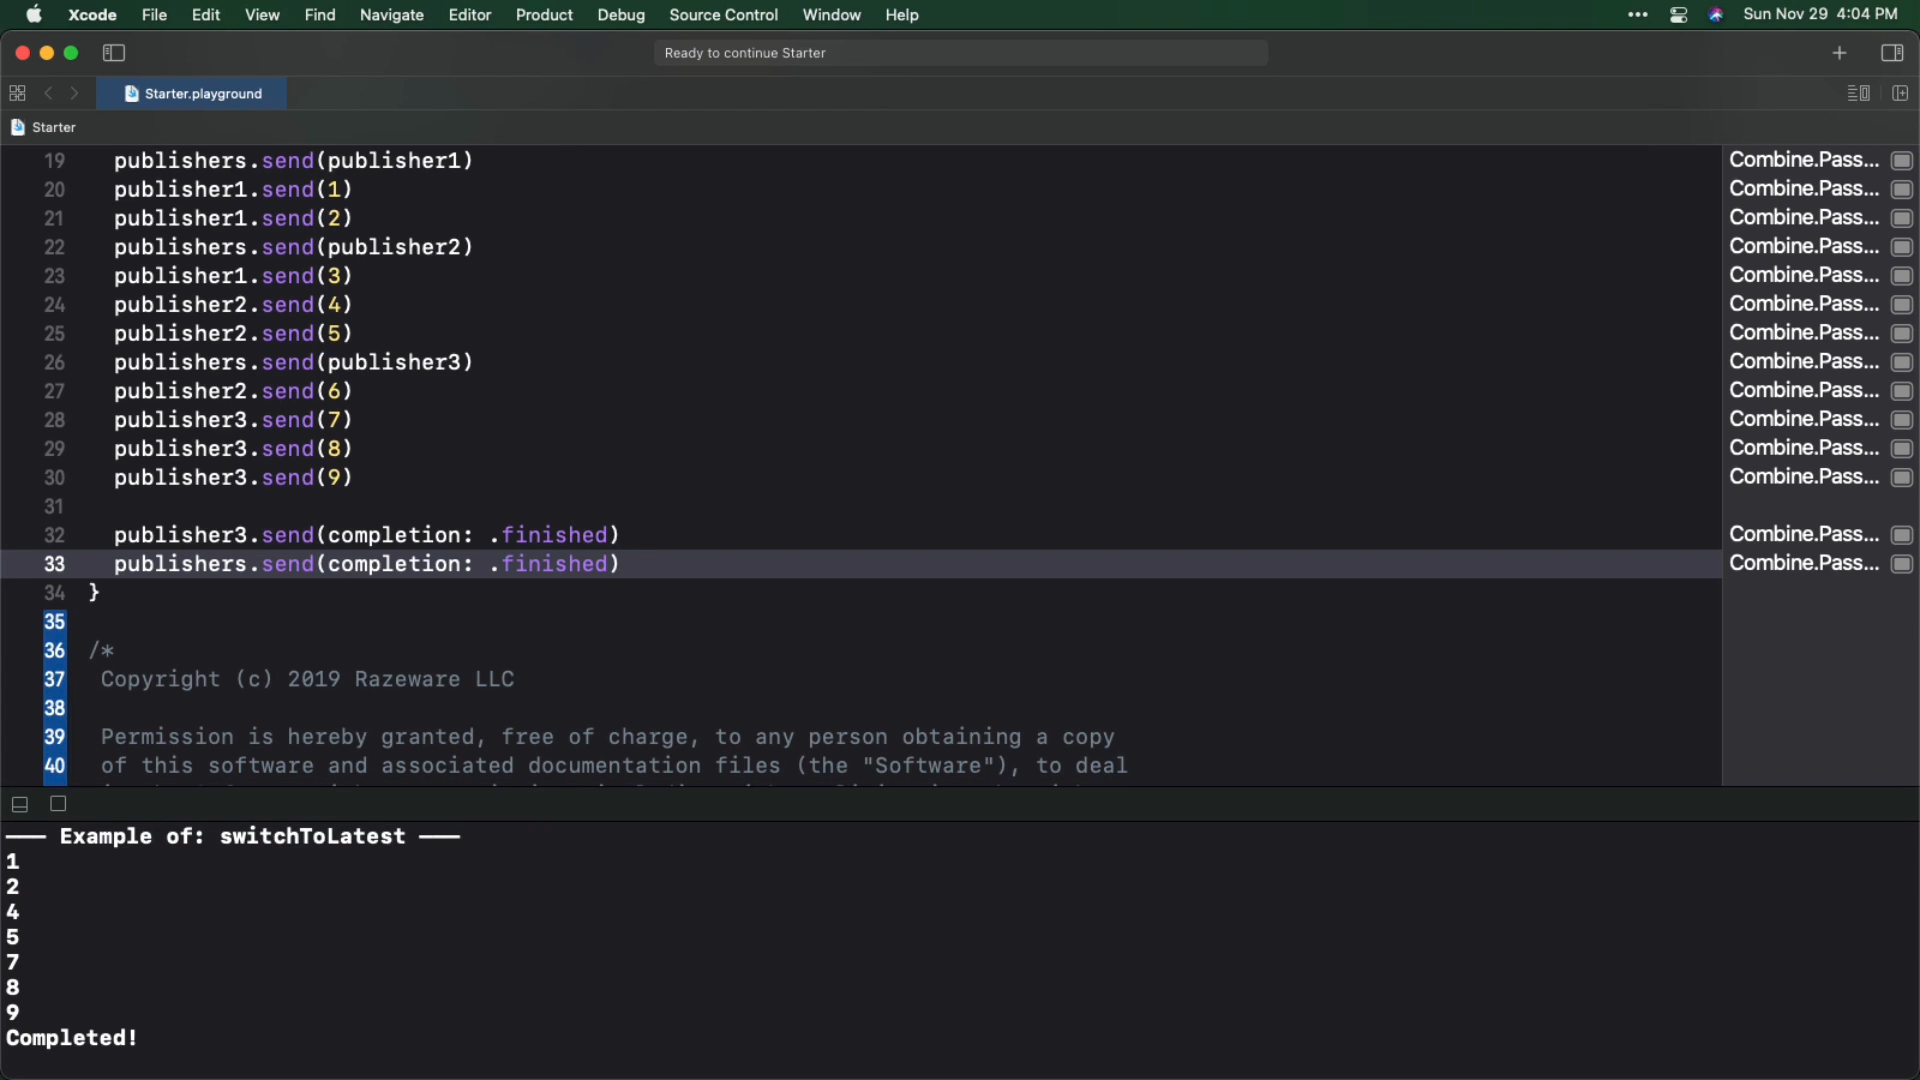 Xcode File Edit View Find Navigate Editor Product Debug Source Control Window Help Sun Nov 29 4:04 PM
Ready to continue Starter
Starter.playground
Starter
19 publishers.send(publisher1) Combine.Pass...
20 publisher1.send(1) Combine.Pass...
21 publisher1.send(2) Combine.Pass...
22 publishers.send(publisher2) Combine.Pass...
23 publisher1.send(3) Combine.Pass...
24 publisher2.send(4) Combine.Pass...
25 publisher2.send(5) Combine.Pass...
26 publishers.send(publisher3) Combine.Pass...
27 publisher2.send(6) Combine.Pass...
28 publisher3.send(7) Combine.Pass...
29 publisher3.send(8) Combine.Pass...
30 publisher3.send(9) Combine.Pass...
31
32 publisher3.send(completion: .finished) Combine.Pass...
33 publishers.send(completion: .finished) Combine.Pass...
34 }
35
36 /*
37 Copyright (c) 2019 Razeware LLC
38
39 Permission is hereby granted, free of charge, to any person obtaining a copy
40 of this software and associated documentation files (the "Software"), to deal
——— Example of: switchToLatest ———
1
2
4
5
7
8
9
Completed!